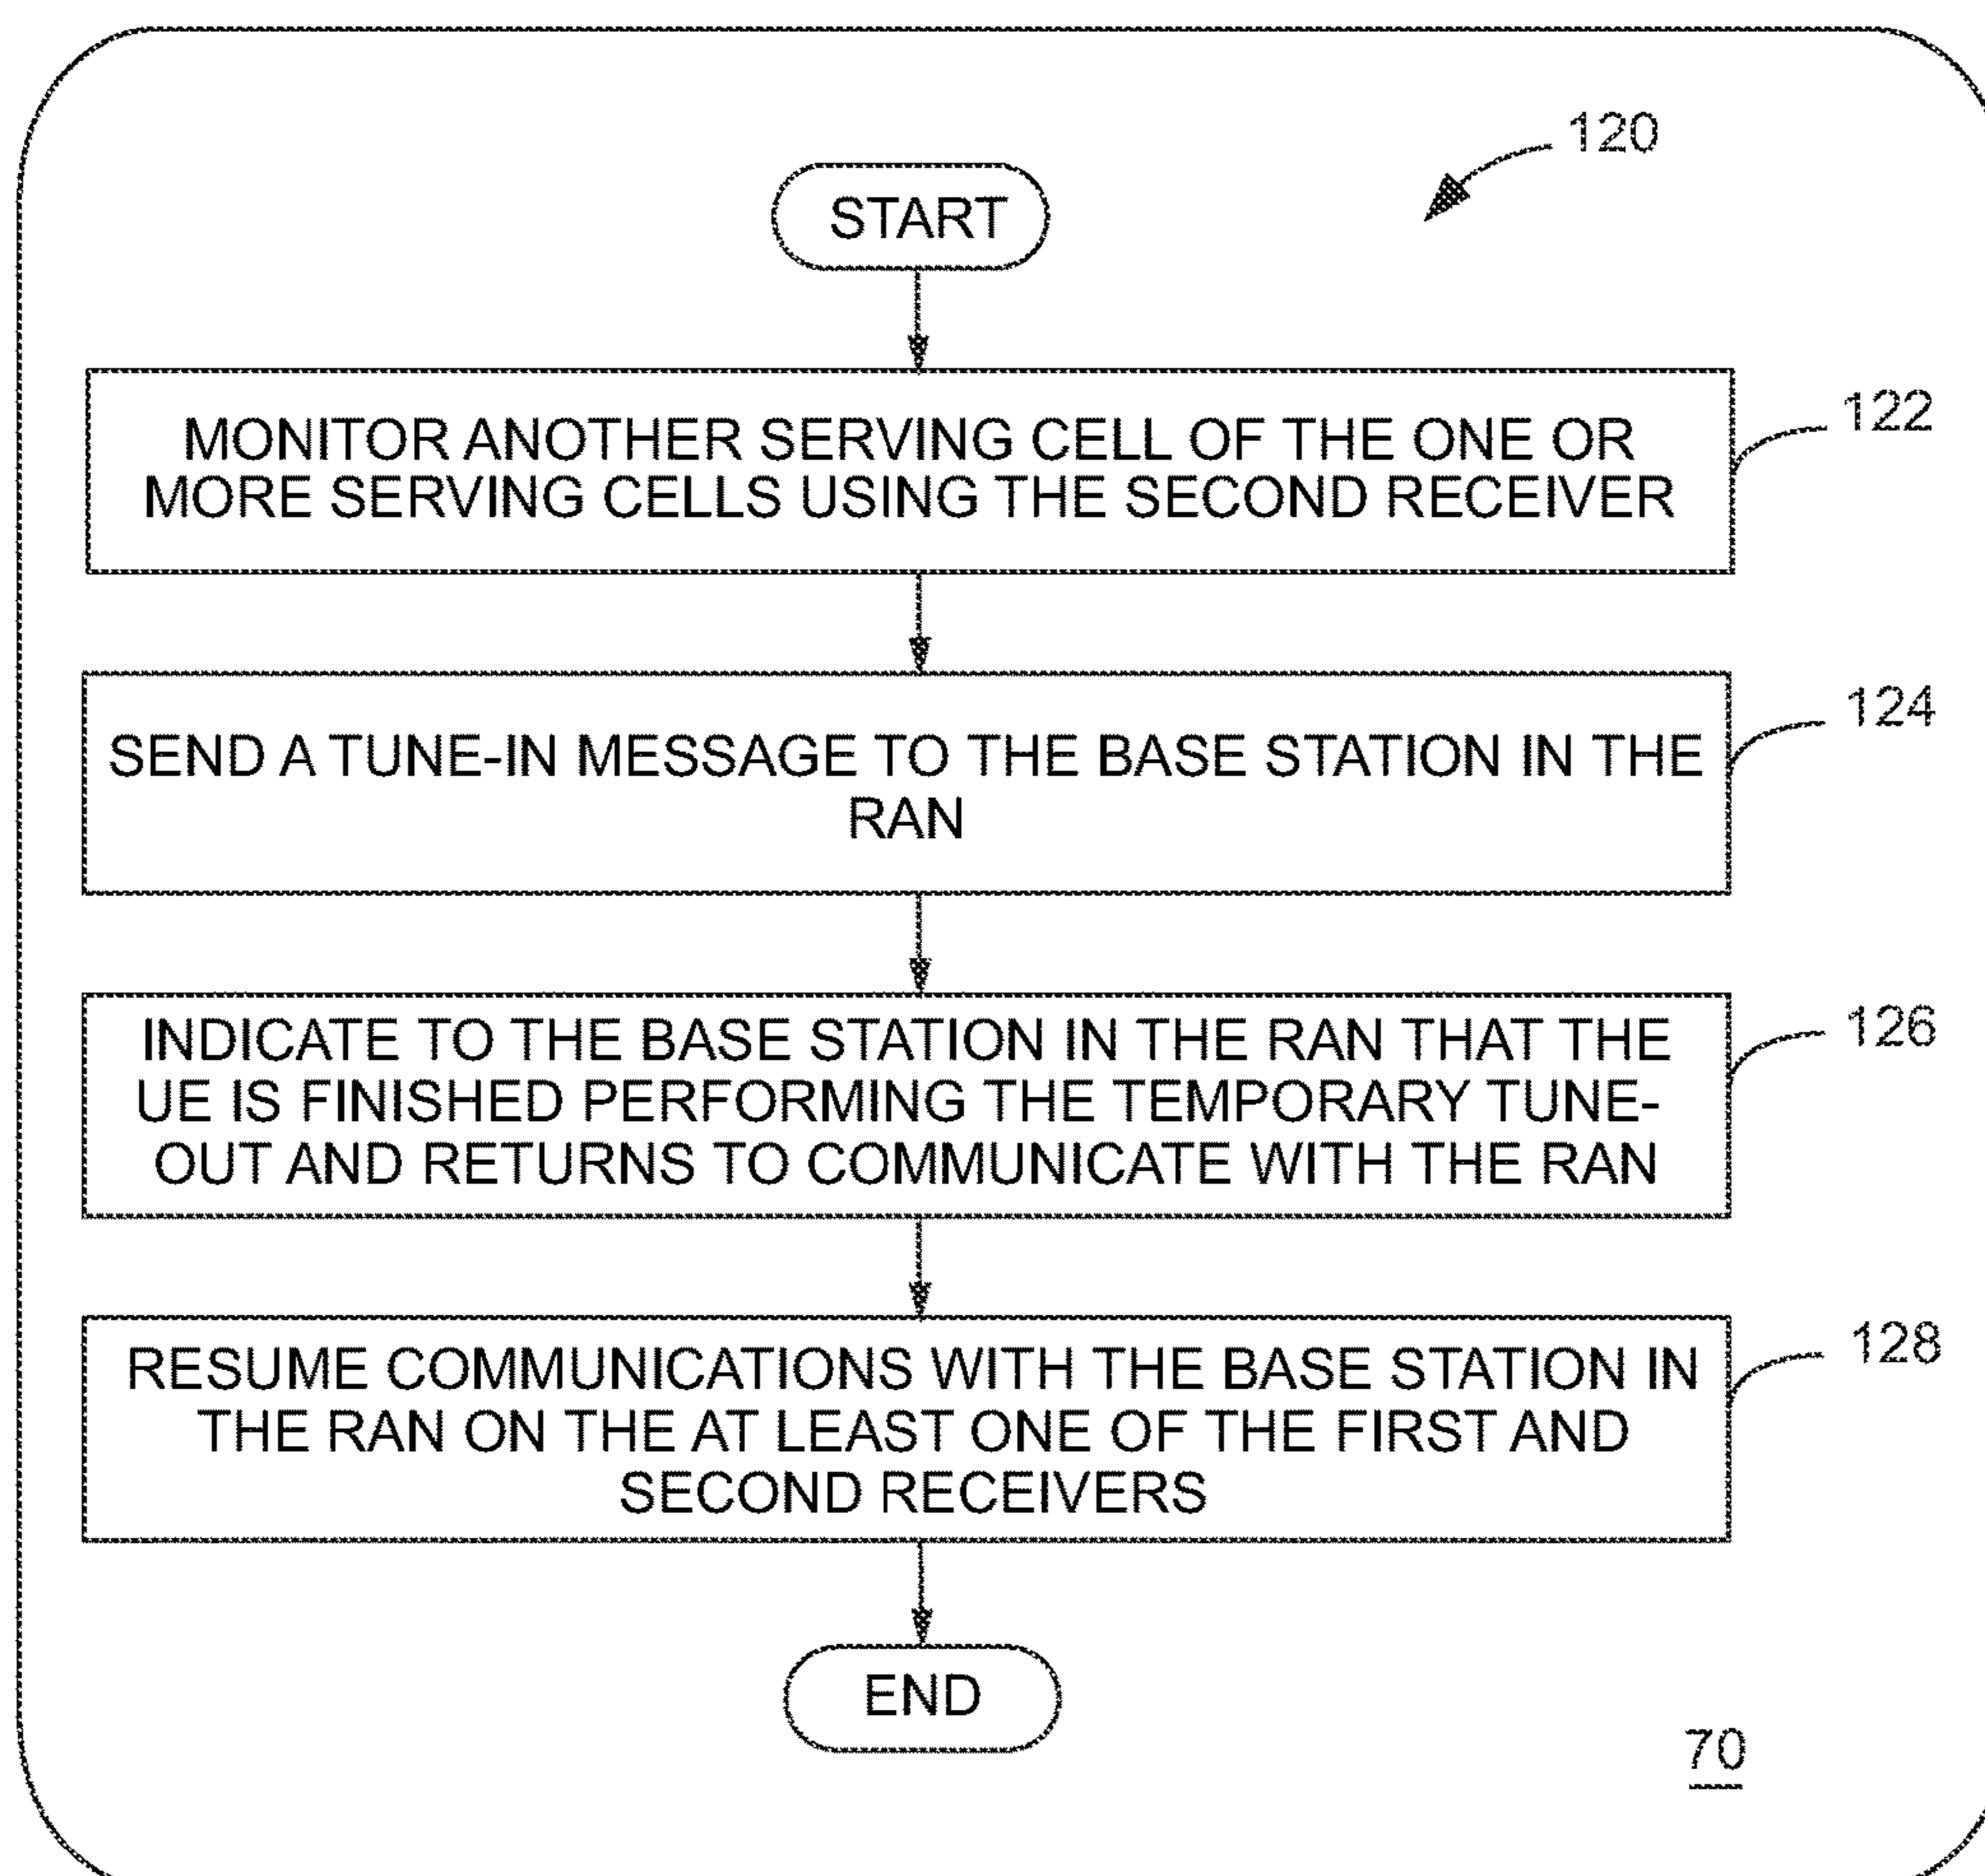 120
START
MONITOR ANOTHER SERVING CELL OF THE ONE OR
MORE SERVING CELLS USING THE SECOND RECEIVER
122
SEND A TUNE-IN MESSAGE TO THE BASE STATION IN THE
RAN
124
INDICATE TO THE BASE STATION IN THE RAN THAT THE
UE IS FINISHED PERFORMING THE TEMPORARY TUNE-
OUT AND RETURNS TO COMMUNICATE WITH THE RAN
126
RESUME COMMUNICATIONS WITH THE BASE STATION IN
THE RAN ON THE AT LEAST ONE OF THE FIRST AND
SECOND RECEIVERS
128
END
70